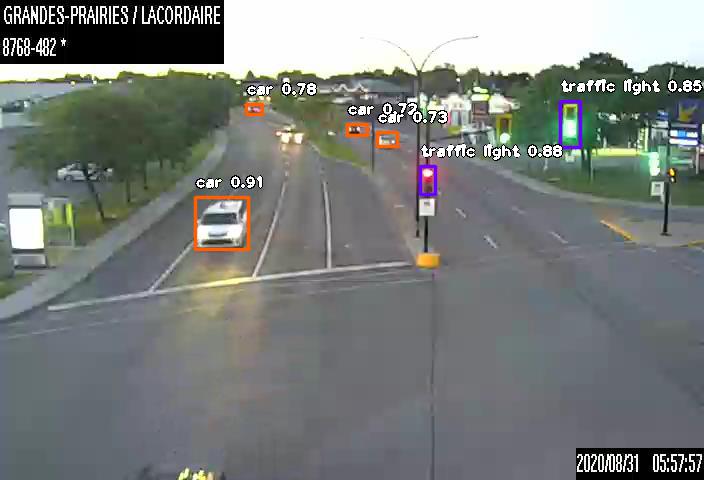 GRANDES-PRAIRIES / LACORDAIRE
8768-482 *
car 0.78
traffic light 0.85
car 0.72
car 0.73
traffic light 0.88
car 0.91
2020/08/31 05:57:57